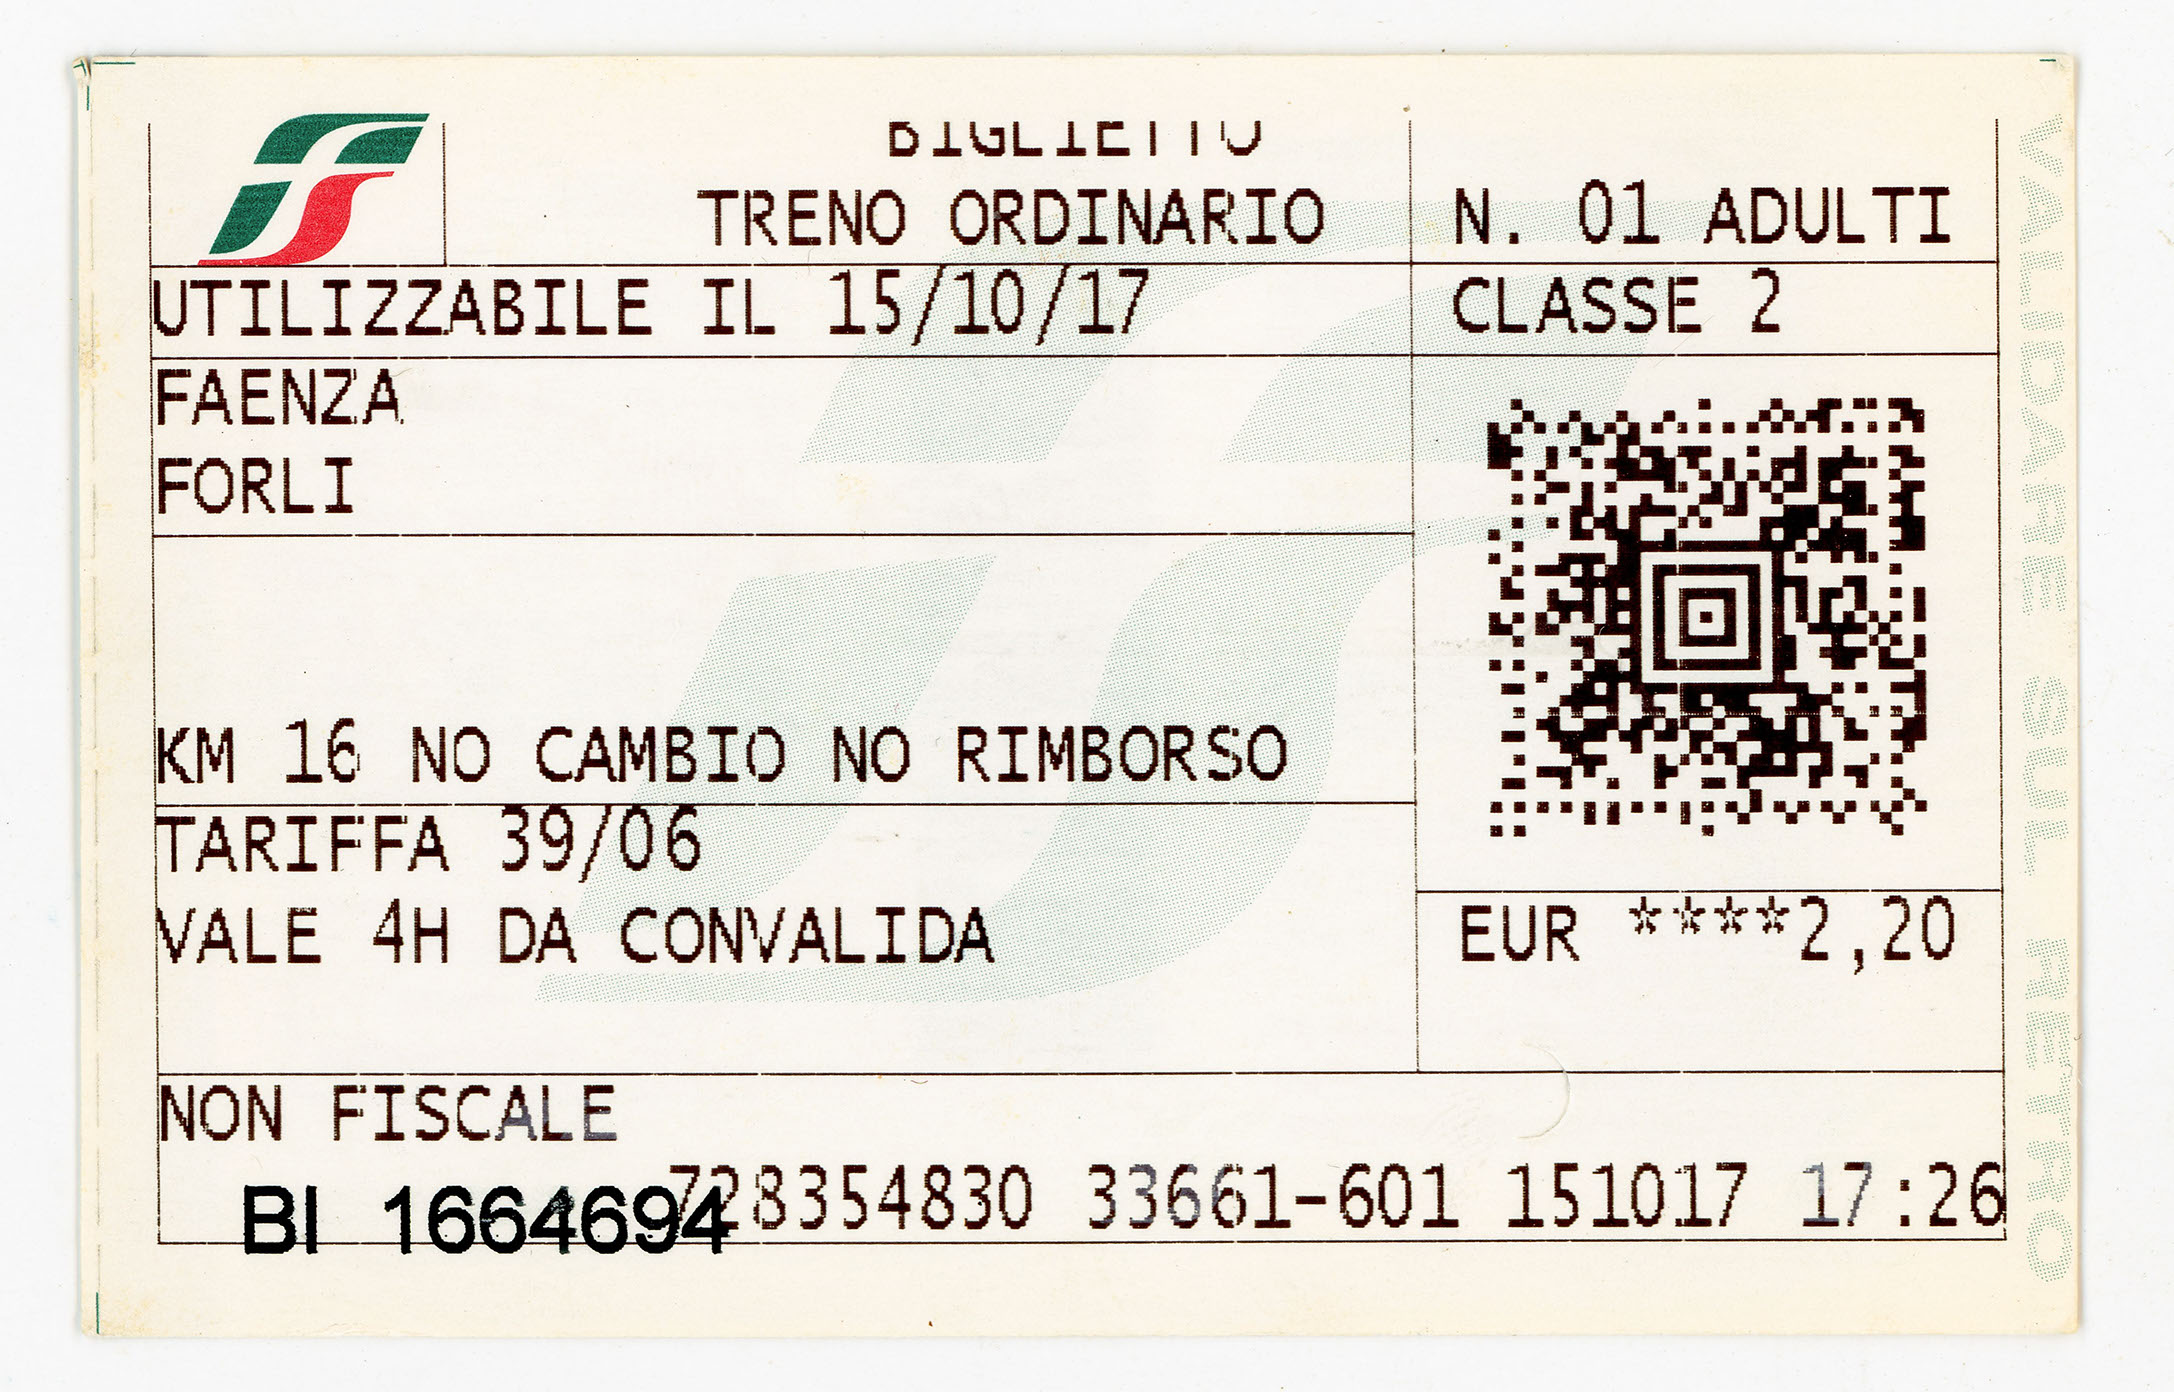 BIGLIETTO
TRENO ORDINARIO
N. 01 ADULTI
UTILIZZABILE IL 15/10/17
CLASSE 2
FAENZA
FORLI
KM 16 NO CAMBIO NO RIMBORSO
TARIFFA 39/06
VALE 4H DA CONVALIDA
EUR ****2,20
NON FISCALE
BI 1664694
728354830 33661-601 151017 17:26
VALIDARE SUL RETRO